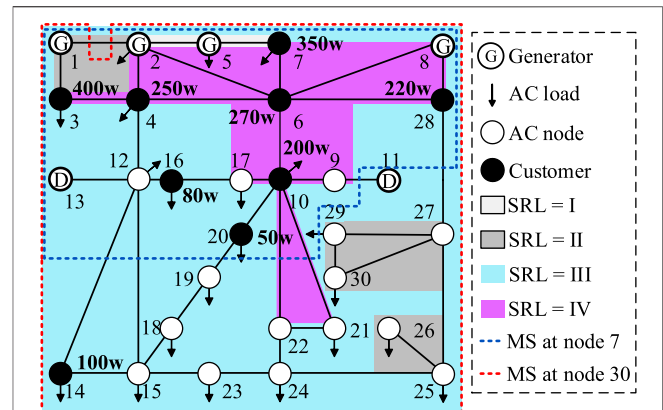 G G G 350w G
1 2 5 7 8
400w 250w 220w
3 4 270w 6 28
200w
12 16 17 9 11
D D
13 80w 10
29 27
20 50w
19 30
18 26
22 21
100w
14 15 23 24 25
G Generator
AC load
AC node
Customer
SRL = I
SRL = II
SRL = III
SRL = IV
MS at node 7
MS at node 30